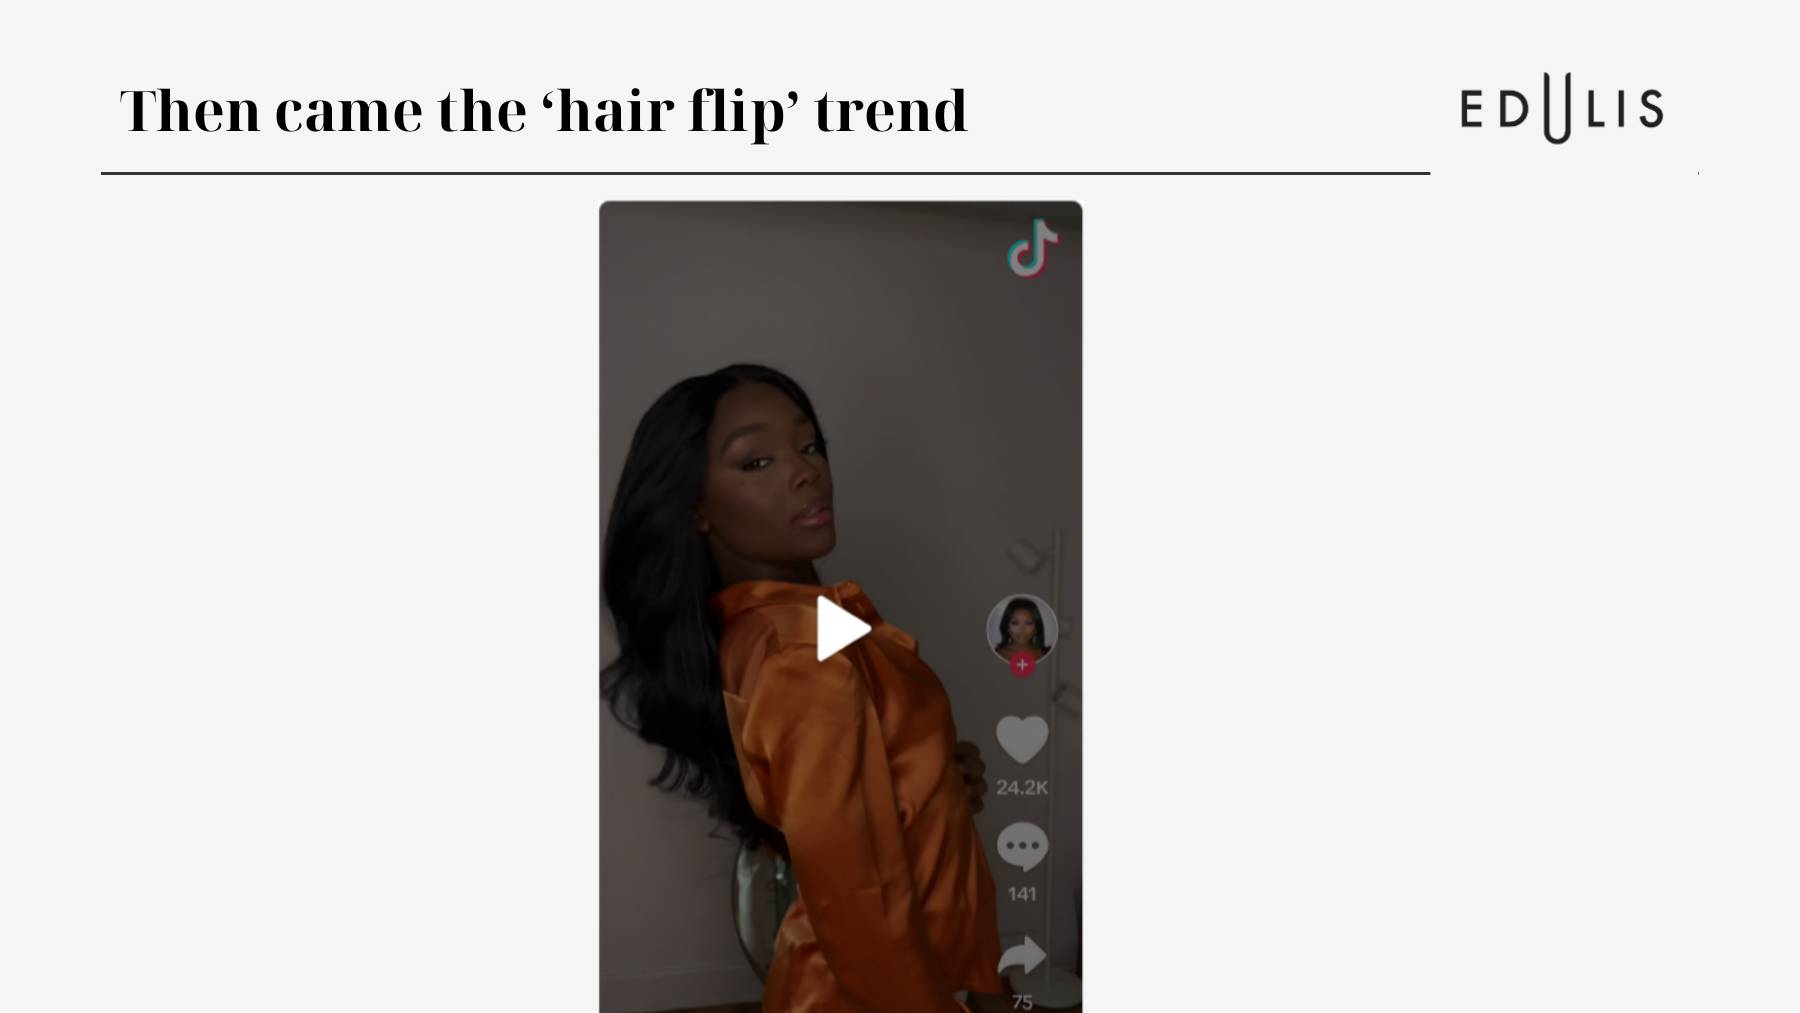 Then came the ‘hair flip’ trend
EDULIS
24.2K
141
75